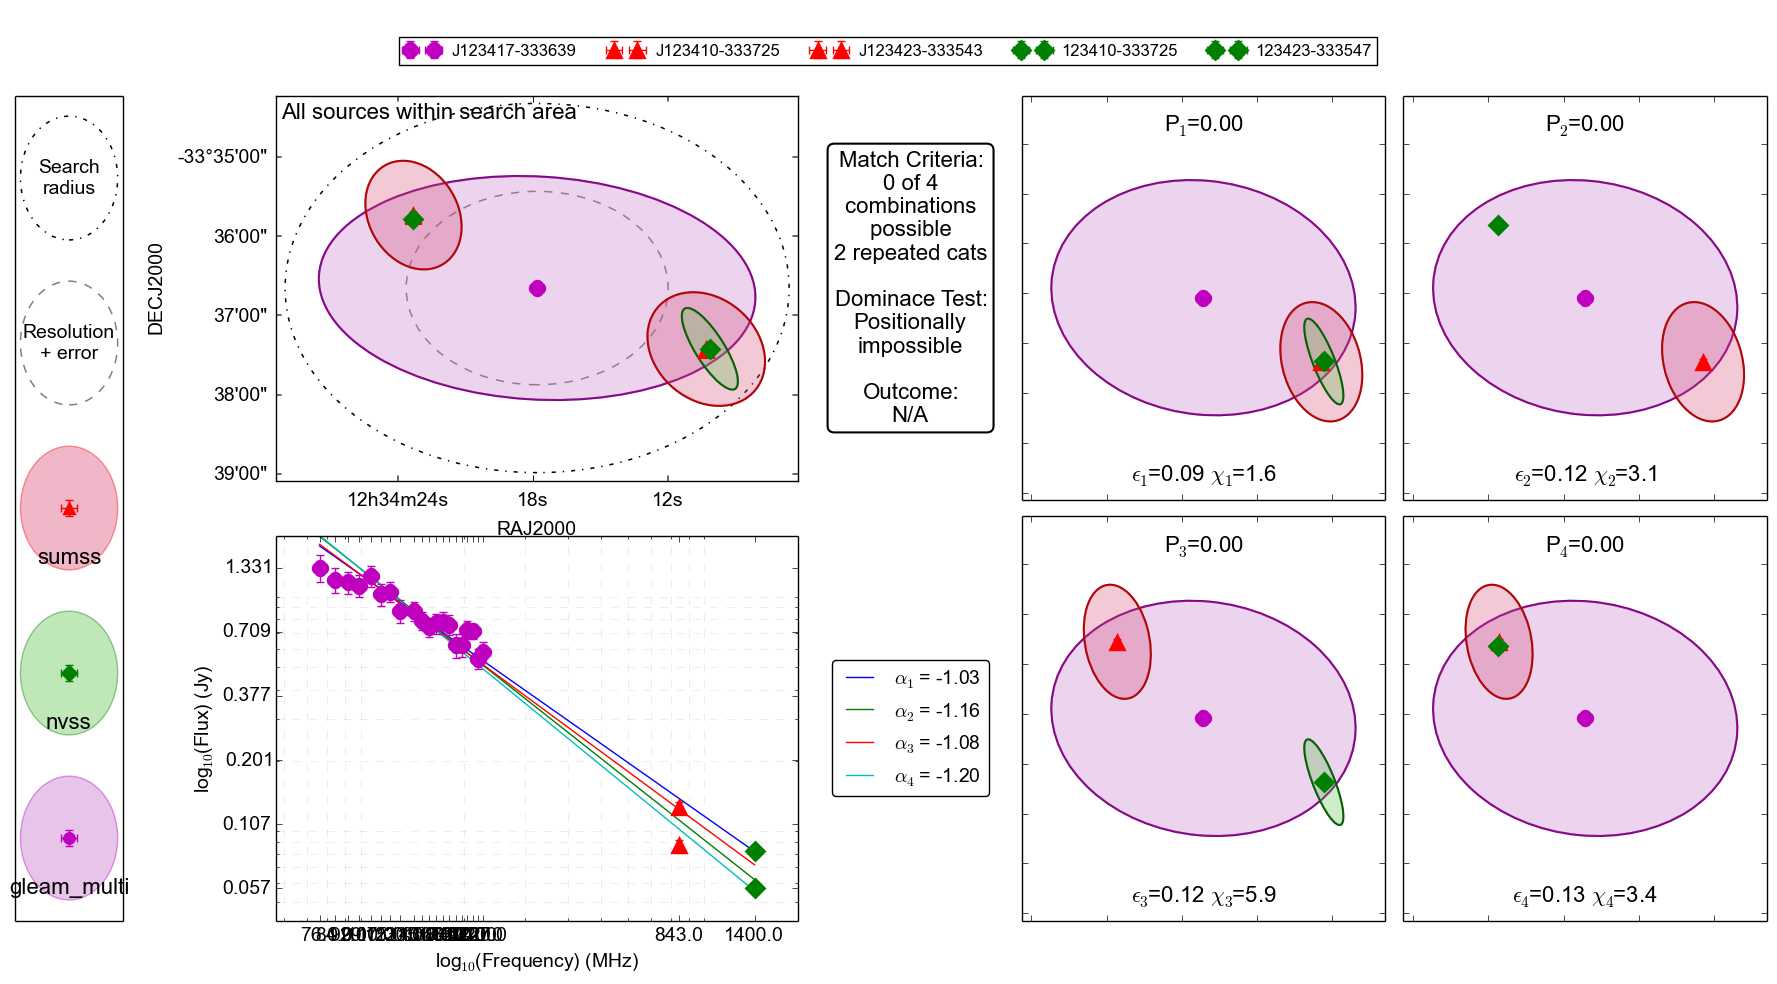 J123417-333639
J123410-333725
J123423-333543
123410-333725
123423-333547
Search
radius
Resolution
+ error
sumss
nvss
gleam_multi
All sources within search area
DECJ2000
-33°35'00"
36'00"
37'00"
38'00"
39'00"
12h34m24s
18s
12s
RAJ2000
Match Criteria:
0 of 4
combinations
possible
2 repeated cats
Dominace Test:
Positionally
impossible
Outcome:
N/A
P1=0.00
ϵ1=0.09 χ1=1.6
P2=0.00
ϵ2=0.12 χ2=3.1
P3=0.00
ϵ3=0.12 χ3=5.9
P4=0.00
ϵ4=0.13 χ4=3.4
log10(Flux) (Jy)
1.331
0.709
0.377
0.201
0.107
0.057
843.0
1400.0
log10(Frequency) (MHz)
α1 = -1.03
α2 = -1.16
α3 = -1.08
α4 = -1.20